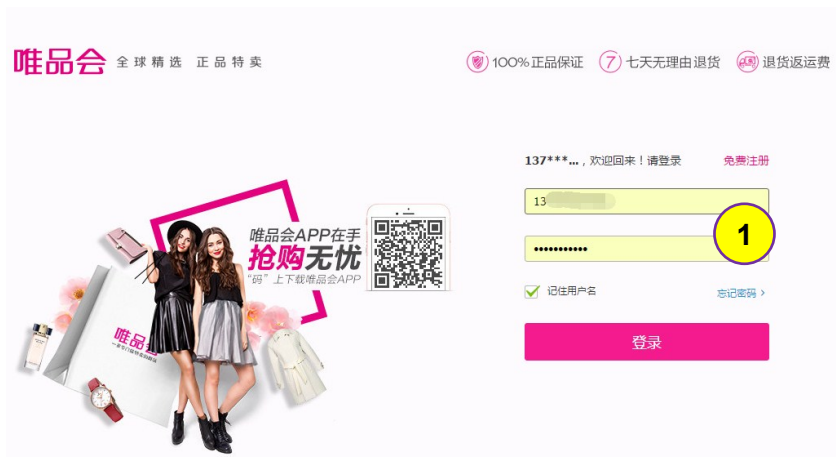 唯品会 全球精选 正品特卖
100%正品保证 7 七天无理由退货 退货返运费
137***...，欢迎回来！请登录 免费注册
13
1
•••••••••••
记住用户名 忘记密码 >
登录
唯品会APP在手
抢购无忧
“码”上下载唯品会APP
唯品会